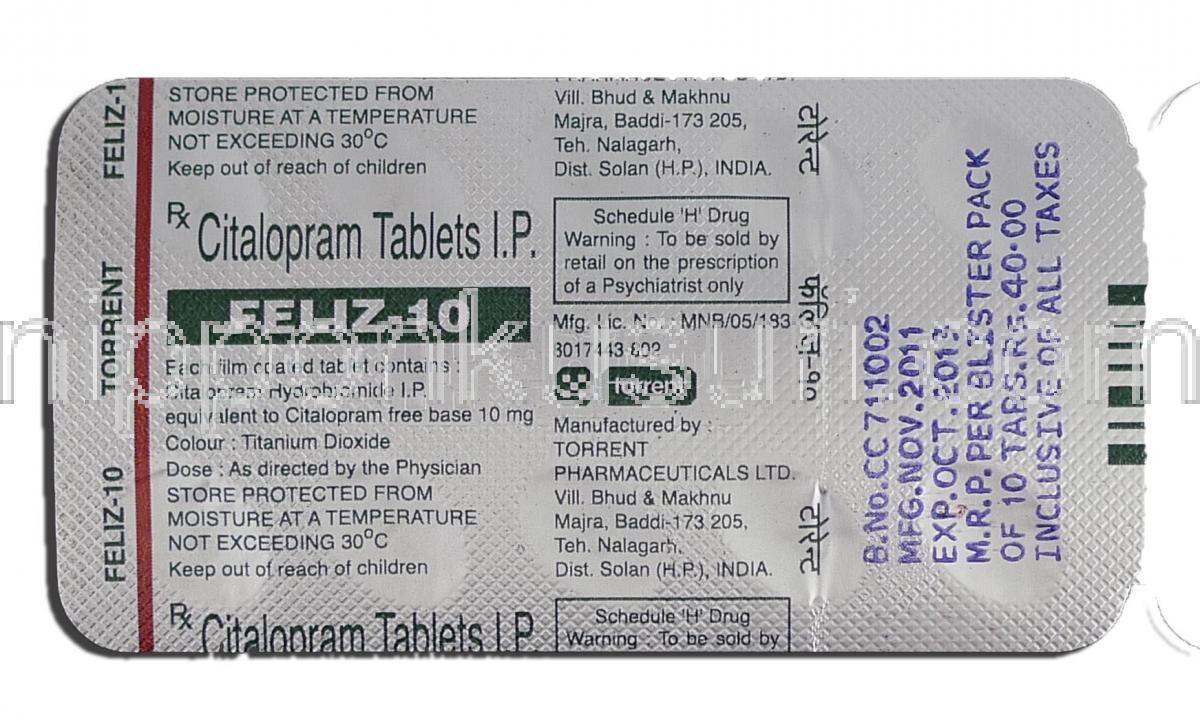 FELIZ-10 TORRENT FELIZ-1
STORE PROTECTED FROM
MOISTURE AT A TEMPERATURE
NOT EXCEEDING 30°C
Keep out of reach of children
Rx Citalopram Tablets I.P.
FELIZ-10
Each film coated tablet contains :
Citalopram Hydrobromide I.P.
equivalent to Citalopram free base 10 mg
Colour : Titanium Dioxide
Dose : As directed by the Physician
STORE PROTECTED FROM
MOISTURE AT A TEMPERATURE
NOT EXCEEDING 30°C
Keep out of reach of children
Rx Citalopram Tablets I.P.
Vill. Bhud & Makhnu
Majra, Baddi-173 205,
Teh. Nalagarh,
Dist. Solan (H.P.), INDIA.
Schedule 'H' Drug
Warning : To be sold by
retail on the prescription
of a Psychiatrist only
Mfg. Lic. No. : MNB/05/183
3017443-802
torrent
Manufactured by :
TORRENT
PHARMACEUTICALS LTD.
Vill. Bhud & Makhnu
Majra, Baddi-173 205,
Teh. Nalagarh,
Dist. Solan (H.P.), INDIA.
Schedule 'H' Drug
Warning : To be sold by
टोरेन्ट फॅलिज़-१० टोरेन्ट
B.No.CC711002
MFG.NOV.2011
EXP.OCT.2013
M.R.P.PER BLISTER PACK
OF 10 TABS.RS.40.00
INCLUSIVE OF ALL TAXES